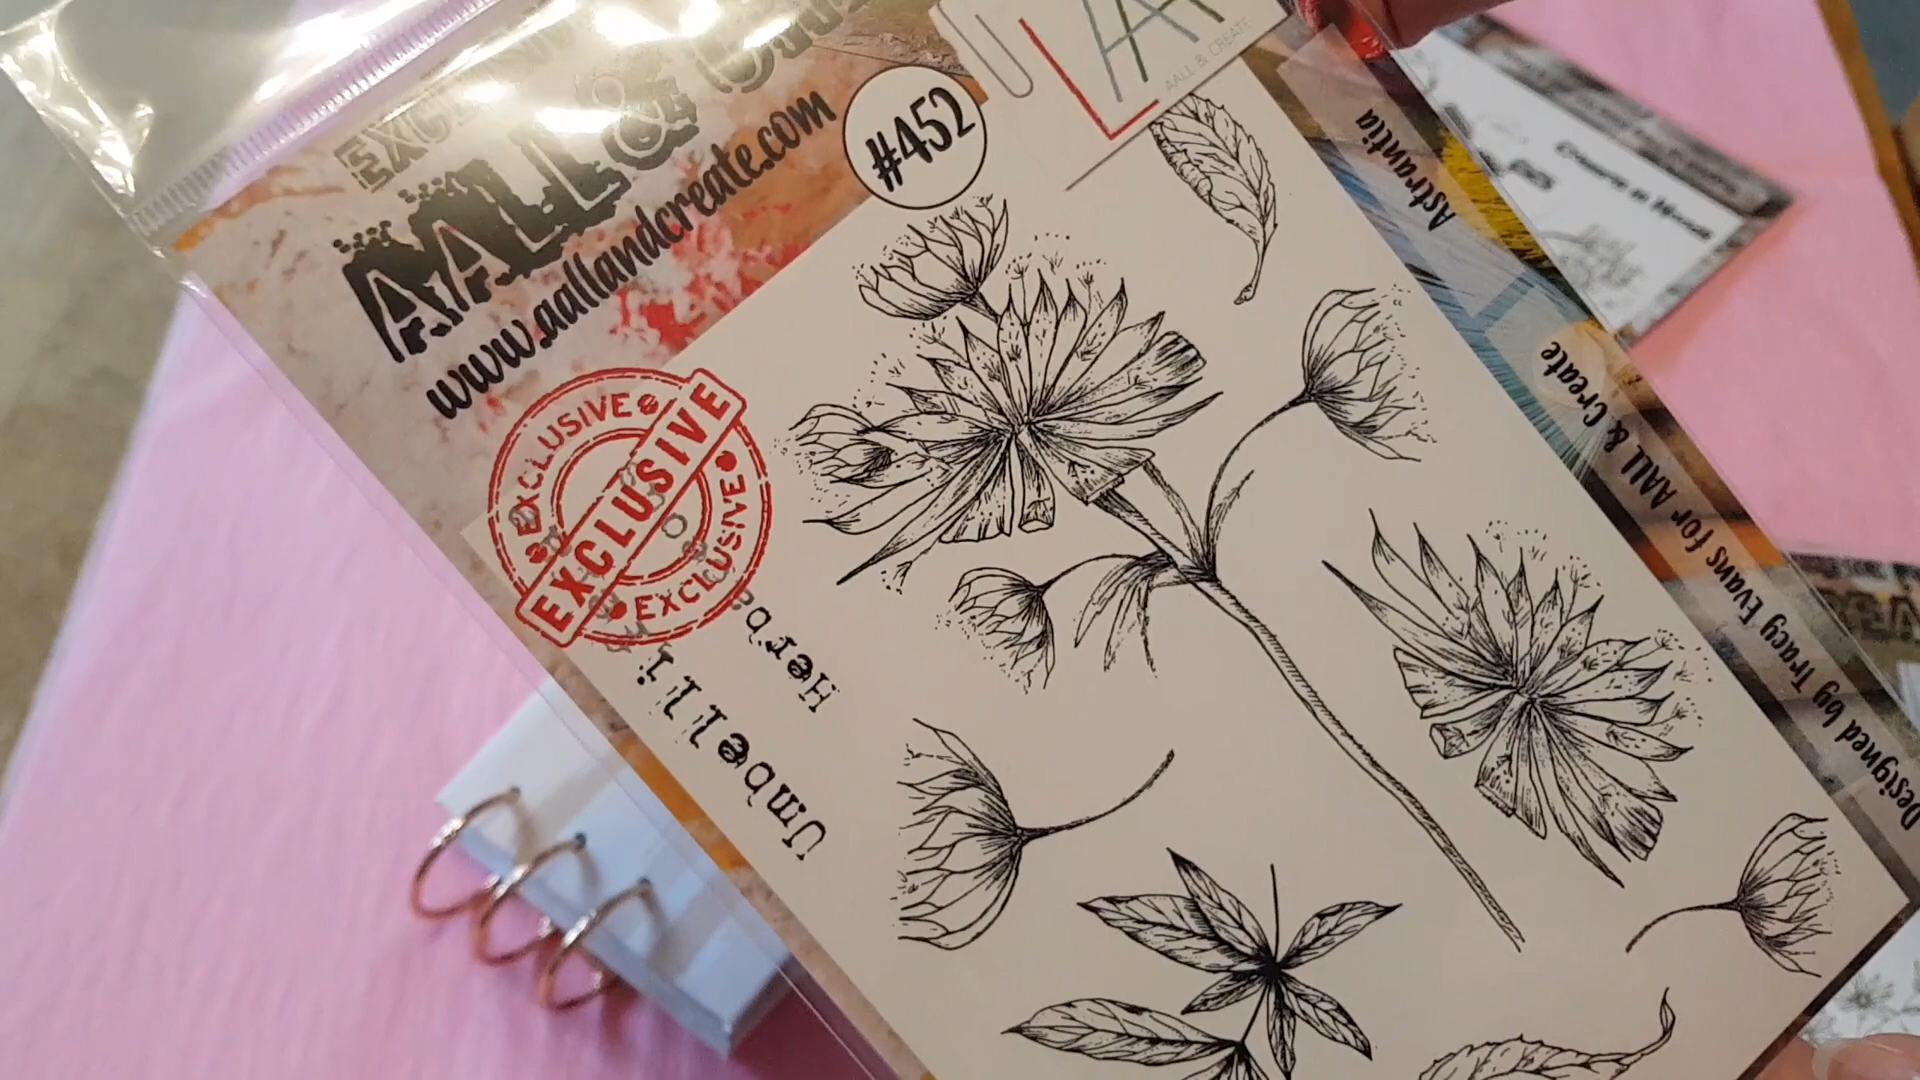 AALL &
www.aallandcreate.com
#452
AALL & CREATE
EXCLUSIVE
EXCLUSIVE
EXCLUSIVE
EXCLUSIVE
Herbe
Umbelli
Astrantia
Designed by Tracy Evans for AALL & Create